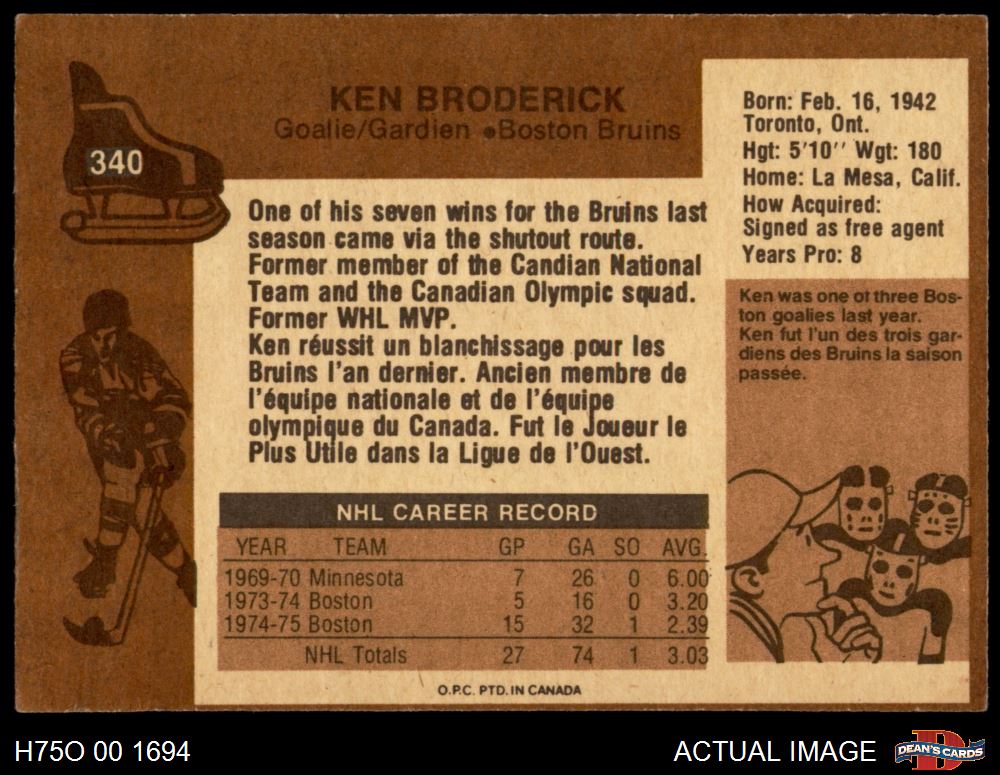 KEN BRODERICK
Goalie/Gardien •Boston Bruins
340
Born: Feb. 16, 1942
Toronto, Ont.
Hgt: 5'10'' Wgt: 180
Home: La Mesa, Calif.
How Acquired:
Signed as free agent
Years Pro: 8
One of his seven wins for the Bruins last
season came via the shutout route.
Former member of the Candian National
Team and the Canadian Olympic squad.
Former WHL MVP.
Ken réussit un blanchissage pour les
Bruins l'an dernier. Ancien membre de
l'équipe nationale et de l'équipe
olympique du Canada. Fut le Joueur le
Plus Utile dans la Ligue de l'Ouest.
Ken was one of three Bos-
ton goalies last year.
Ken fut l'un des trois gar-
diens des Bruins la saison
passée.
NHL CAREER RECORD
YEAR TEAM GP GA SO AVG.
1969-70 Minnesota 7 26 0 6.00
1973-74 Boston 5 16 0 3.20
1974-75 Boston 15 32 1 2.39
NHL Totals 27 74 1 3.03
O.P.C. PTD. IN CANADA
H75O 00 1694
ACTUAL IMAGE
DEAN'S CARDS